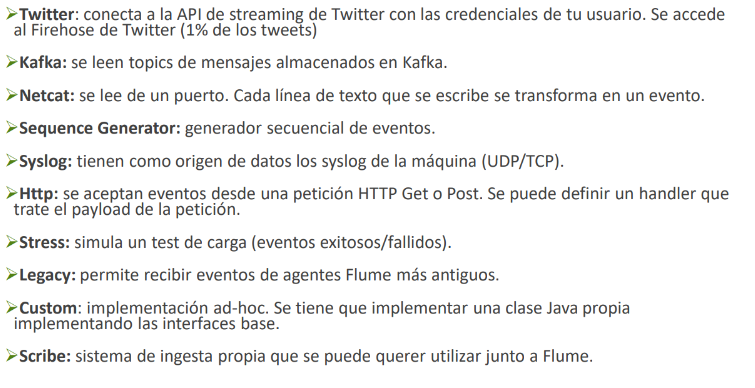 ➢Twitter: conecta a la API de streaming de Twitter con las credenciales de tu usuario. Se accede
al Firehose de Twitter (1% de los tweets)
➢Kafka: se leen topics de mensajes almacenados en Kafka.
➢Netcat: se lee de un puerto. Cada línea de texto que se escribe se transforma en un evento.
➢Sequence Generator: generador secuencial de eventos.
➢Syslog: tienen como origen de datos los syslog de la máquina (UDP/TCP).
➢Http: se aceptan eventos desde una petición HTTP Get o Post. Se puede definir un handler que
trate el payload de la petición.
➢Stress: simula un test de carga (eventos exitosos/fallidos).
➢Legacy: permite recibir eventos de agentes Flume más antiguos.
➢Custom: implementación ad-hoc. Se tiene que implementar una clase Java propia
implementando las interfaces base.
➢Scribe: sistema de ingesta propia que se puede querer utilizar junto a Flume.